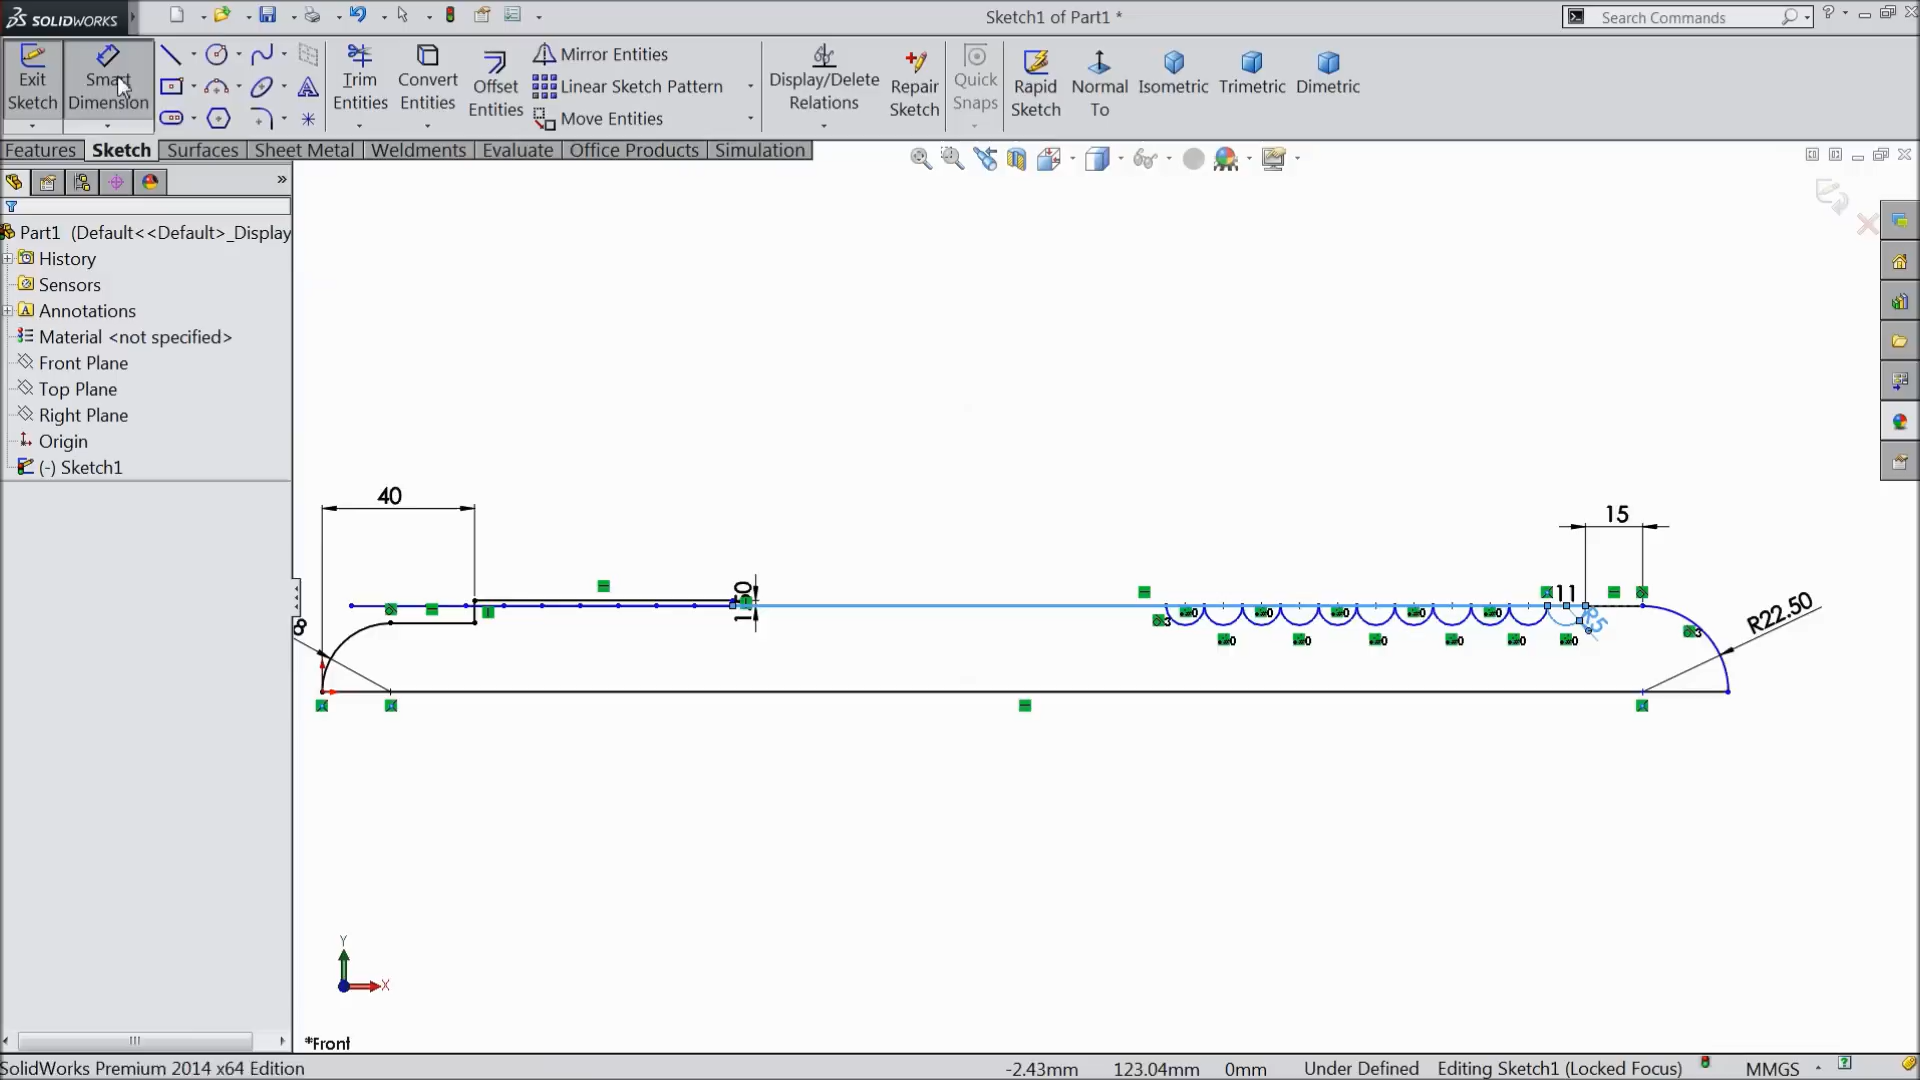 SOLIDWORKS
Sketch1 of Part1 *
Search Commands
Exit Sketch
Smart Dimension
Trim Entities
Convert Entities
Offset Entities
Mirror Entities
Linear Sketch Pattern
Move Entities
Display/Delete Relations
Repair Sketch
Quick Snaps
Rapid Sketch
Normal To
Isometric
Trimetric
Dimetric
Features
Sketch
Surfaces
Sheet Metal
Weldments
Evaluate
Office Products
Simulation
Part1 (Default<<Default>_Display
History
Sensors
Annotations
Material <not specified>
Front Plane
Top Plane
Right Plane
Origin
(-) Sketch1
40
15
11
R5
R22.50
8
Y
X
*Front
SolidWorks Premium 2014 x64 Edition
-2.43mm
123.04mm
0mm
Under Defined
Editing Sketch1 (Locked Focus)
MMGS